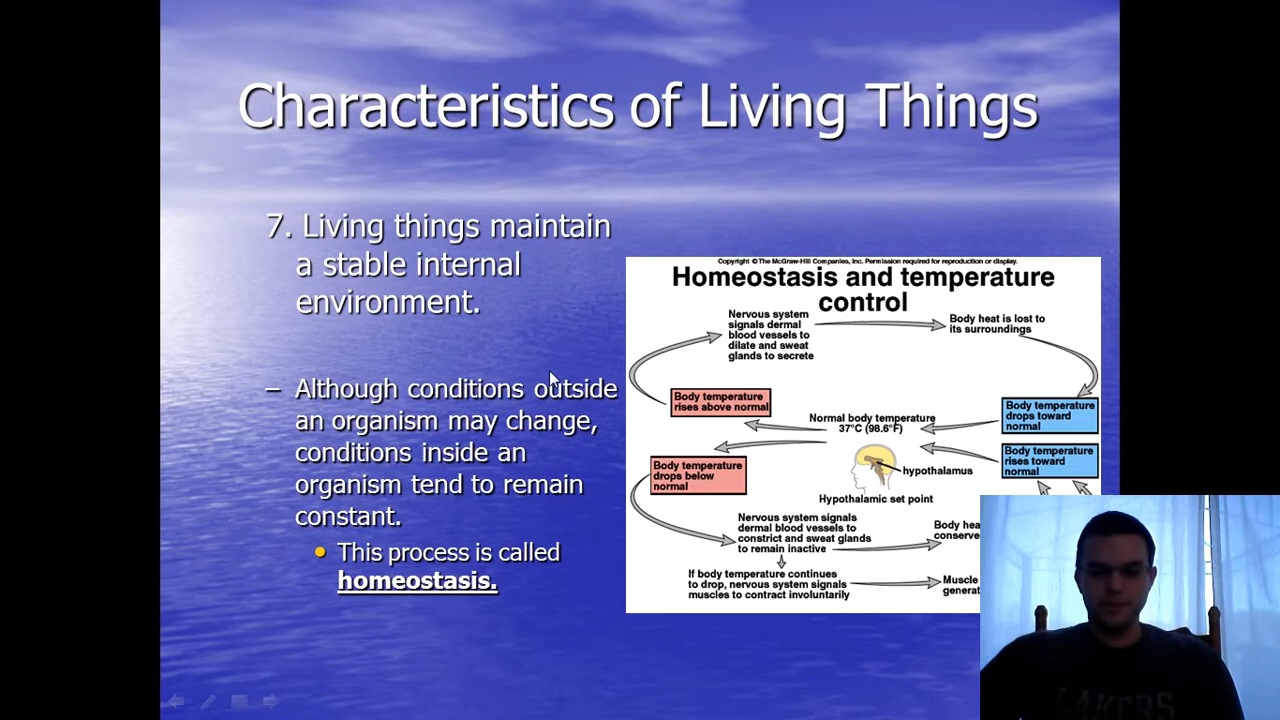 Characteristics of Living Things
7. Living things maintain
a stable internal
environment.
– Although conditions outside
an organism may change,
conditions inside an
organism tend to remain
constant.
• This process is called
homeostasis.
Copyright © The McGraw-Hill Companies, Inc. Permission required for reproduction or display.
Homeostasis and temperature
control
Nervous system
signals dermal
blood vessels to
dilate and sweat
glands to secrete
Body heat is lost to
its surroundings
Body temperature
rises above normal
Normal body temperature
37°C (98.6°F)
Body temperature
drops toward
normal
Body temperature
drops below
normal
hypothalamus
Hypothalamic set point
Body temperature
rises toward
normal
Nervous system signals
dermal blood vessels to
constrict and sweat glands
to remain inactive
Body hea
conserve
If body temperature continues
to drop, nervous system signals
muscles to contract involuntarily
Muscle
generat
LAKERS